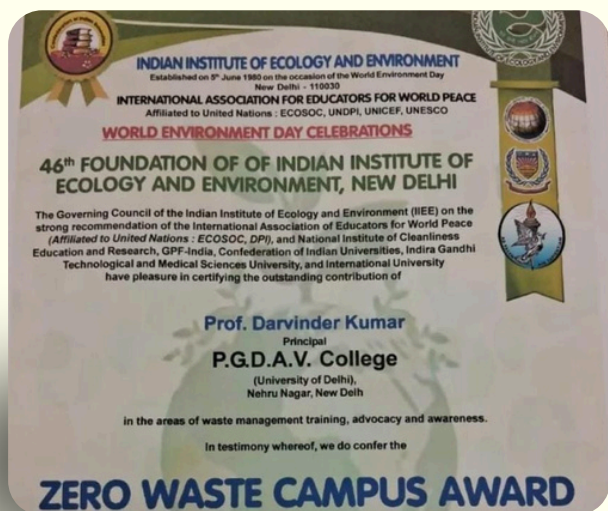 INDIAN INSTITUTE OF ECOLOGY AND ENVIRONMENT
Established on 5th June 1980 on the occasion of the World Environment Day
New Delhi - 110030
INTERNATIONAL ASSOCIATION FOR EDUCATORS FOR WORLD PEACE
Affiliated to United Nations : ECOSOC, UNDPI, UNICEF, UNESCO
WORLD ENVIRONMENT DAY CELEBRATIONS
46th FOUNDATION OF OF INDIAN INSTITUTE OF
ECOLOGY AND ENVIRONMENT, NEW DELHI
The Governing Council of the Indian Institute of Ecology and Environment (IIEE) on the
strong recommendation of the International Association of Educators for World Peace
(Affiliated to United Nations : ECOSOC, DPI), and National Institute of Cleanliness
Education and Research, GPF-India, Confederation of Indian Universities, Indira Gandhi
Technological and Medical Sciences University, and International University
have pleasure in certifying the outstanding contribution of
Prof. Darvinder Kumar
Principal
P.G.D.A.V. College
(University of Delhi),
Nehru Nagar, New Deih
in the areas of waste management training, advocacy and awareness.
In testimony whereof, we do confer the
ZERO WASTE CAMPUS AWARD